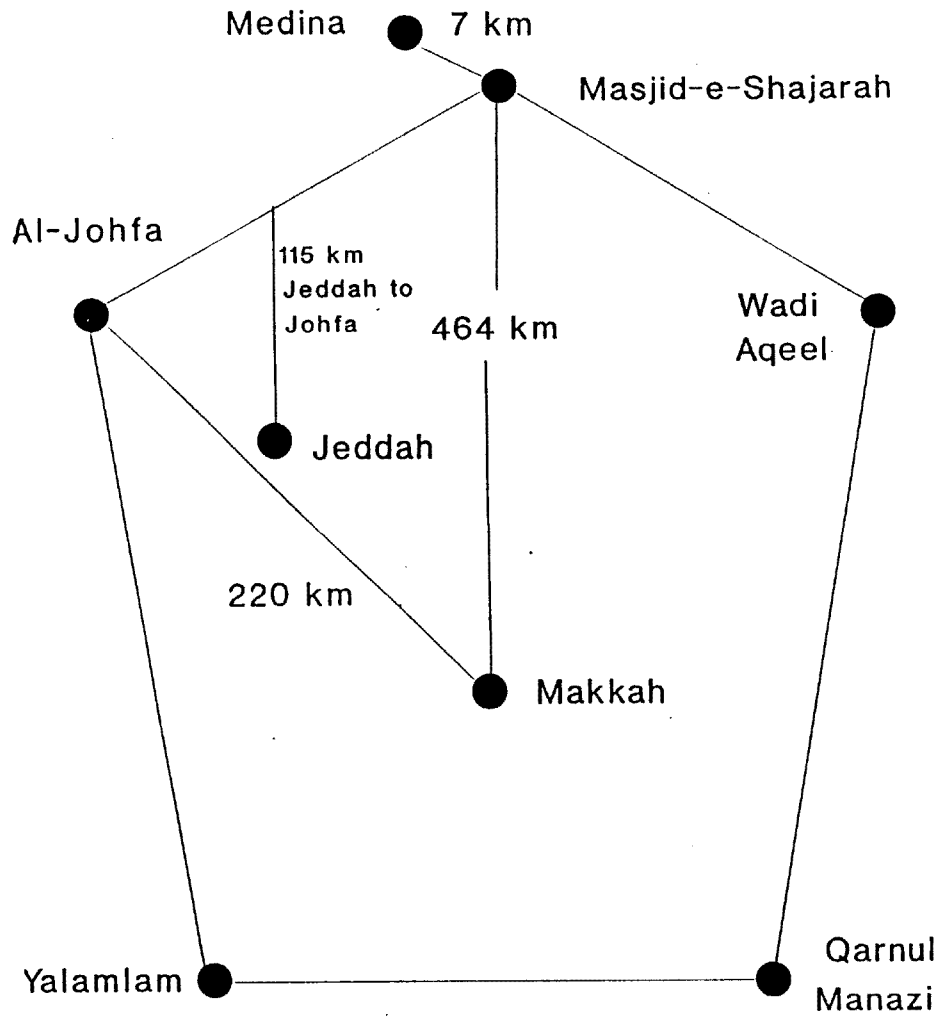 Medina
7 km
Masjid-e-Shajarah
Al-Johfa
115 km
Jeddah to
Johfa
464 km
Wadi
Aqeel
Jeddah
220 km
Makkah
Yalamlam
Qarnul
Manazi